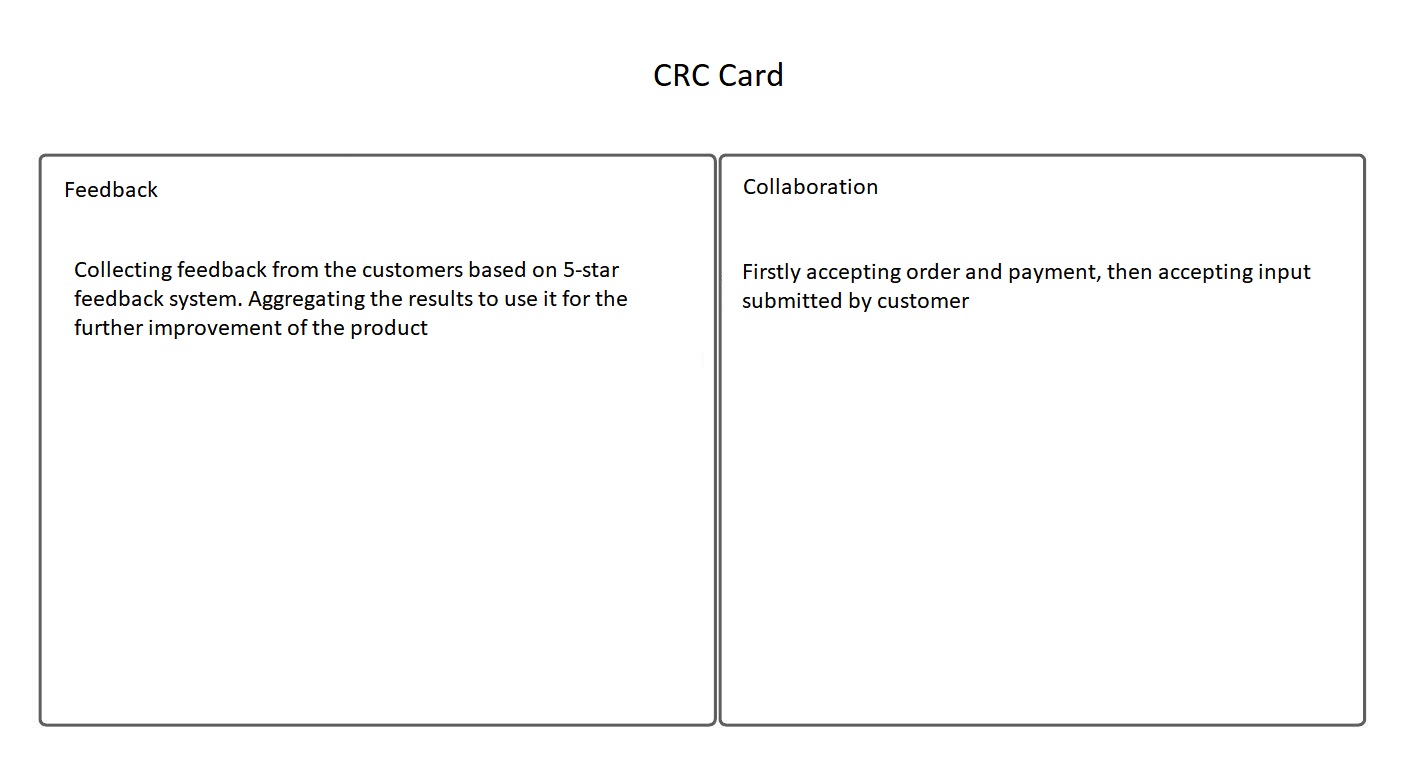 CRC Card
Feedback
Collecting feedback from the customers based on 5-star
feedback system. Aggregating the results to use it for the
further improvement of the product
Collaboration
Firstly accepting order and payment, then accepting input
submitted by customer